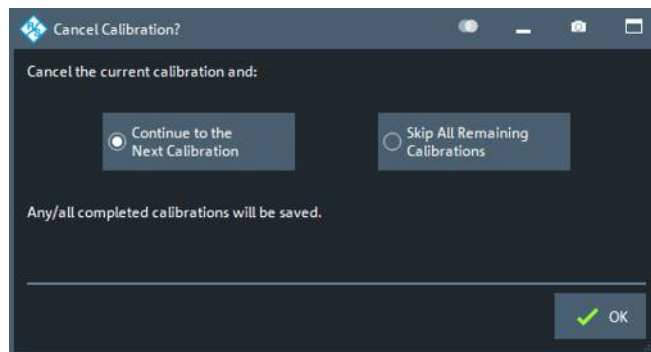 Cancel Calibration?
Cancel the current calibration and:
Continue to the
Next Calibration
Skip All Remaining
Calibrations
Any/all completed calibrations will be saved.
OK